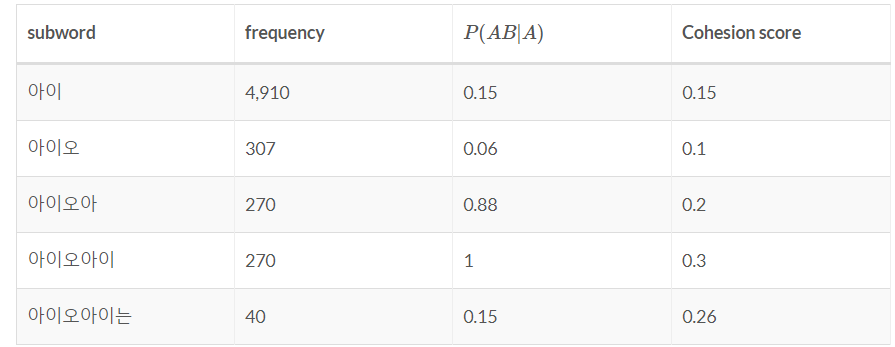 subword frequency P(AB|A) Cohesion score
아이 4,910 0.15 0.15
아이오 307 0.06 0.1
아이오아 270 0.88 0.2
아이오아이 270 1 0.3
아이오아이는 40 0.15 0.26